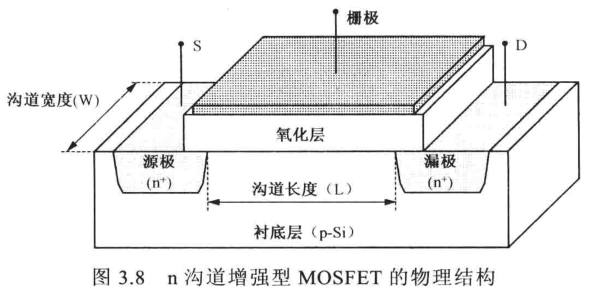 栅极
S
D
沟道宽度(W)
氧化层
源极
(n⁺)
漏极
(n⁺)
沟道长度（L）
衬底层（p-Si）
图 3.8 n 沟道增强型 MOSFET 的物理结构